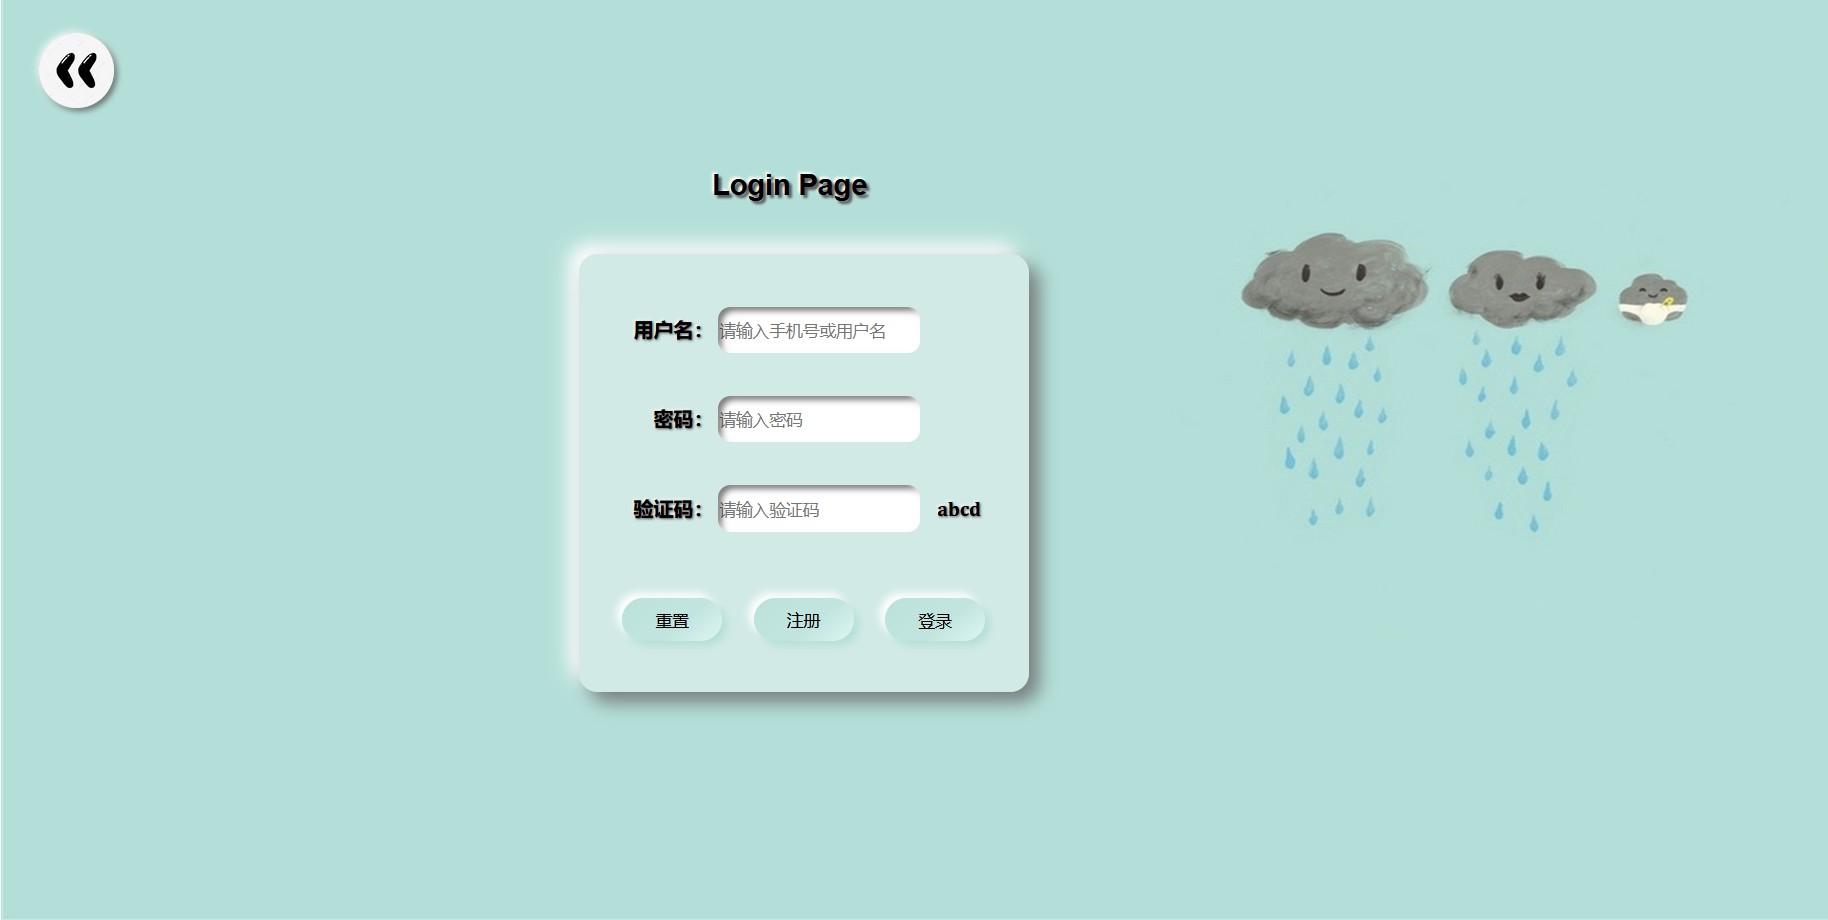 Login Page
用户名： 请输入手机号或用户名
密码： 请输入密码
验证码： 请输入验证码 abcd
重置 注册 登录